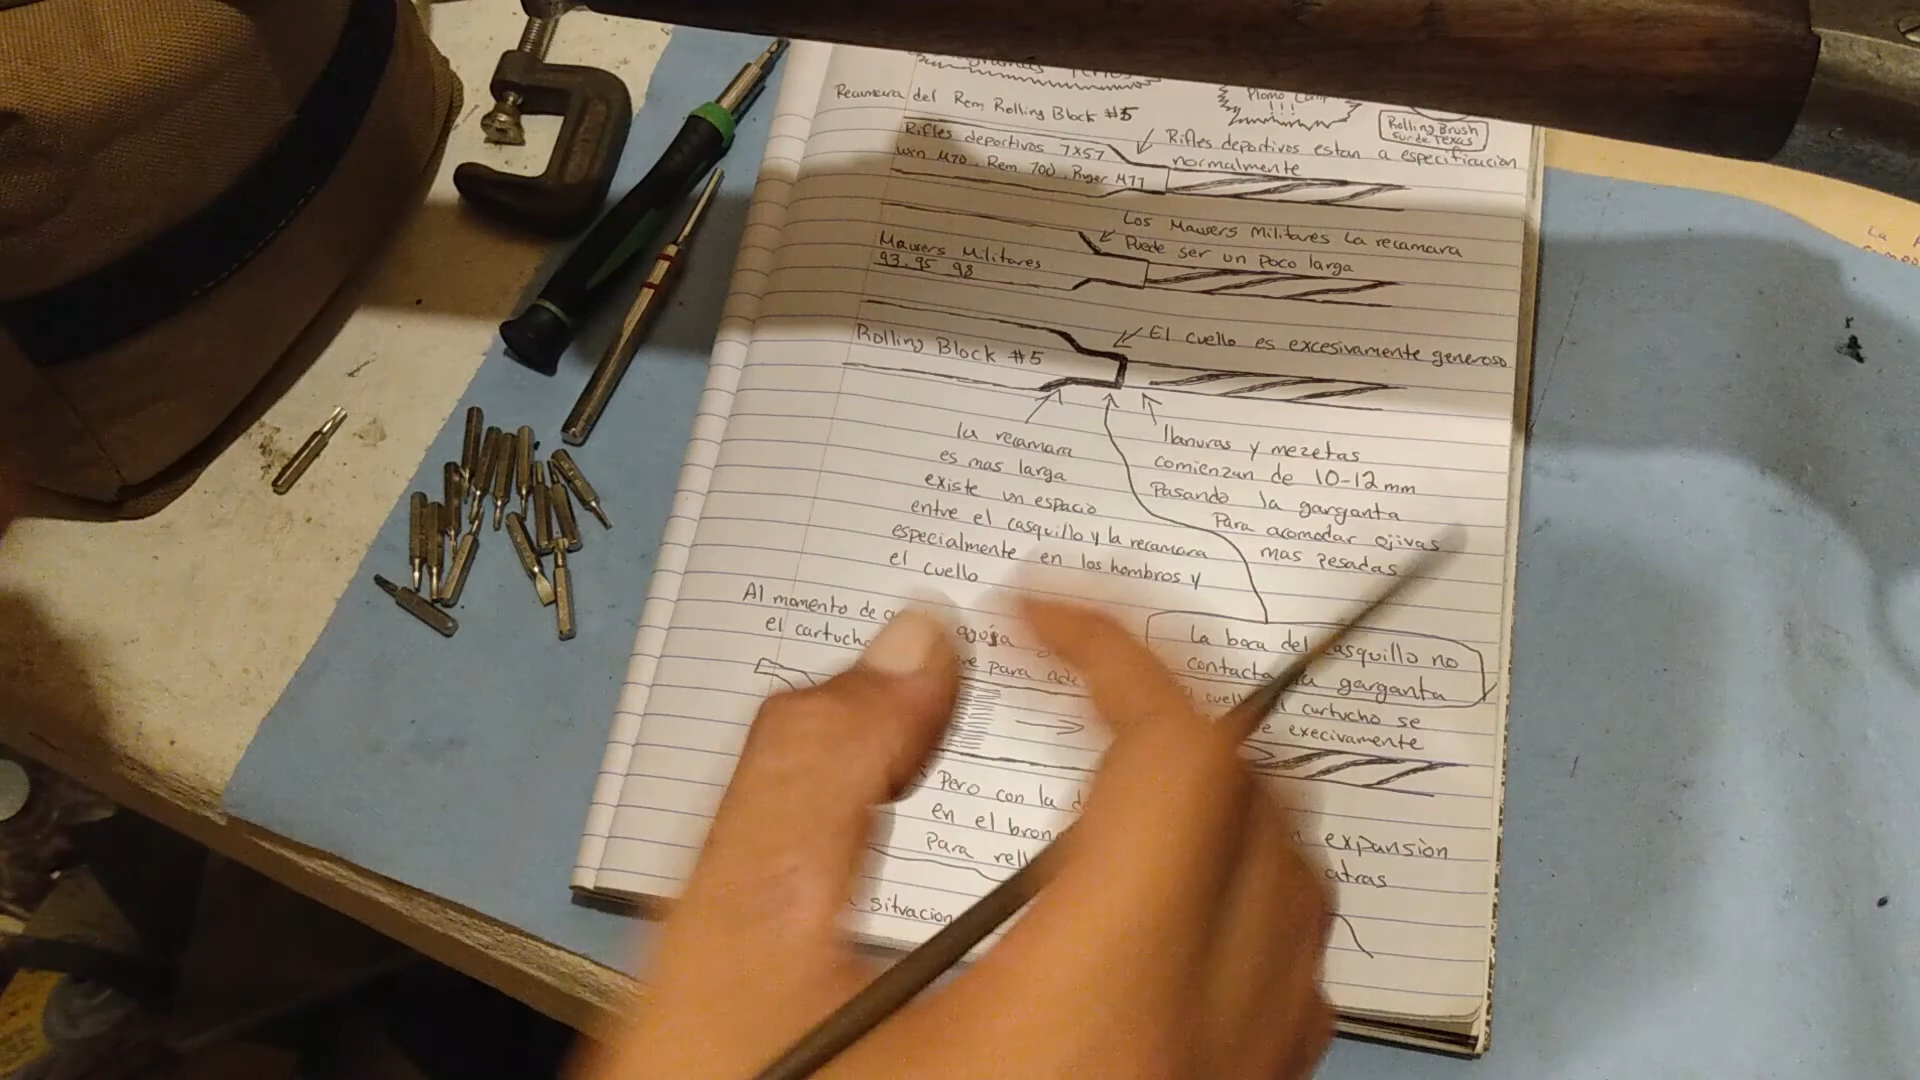 Recamara del Rem Rolling Block #5
Plomo
!!!
Rolling Brush
sur de Texas
Rifles deportivos 7x57
Win M70, Rem 700, Ruger M77
Rifles deportivos estan a especificacion
normalmente
Mausers Militares
93, 95, 98
Los Mausers Militares La recamara
Puede ser un poco larga
Rolling Block #5
El cuello es excesivamente generoso
la recamara
es mas larga
existe un espacio
entre el casquillo y la recamara
especialmente en los hombros y
el cuello
llanuras y mezetas
comienzan de 10-12mm
Pasando la garganta
Para acomodar ojivas
mas pesadas
La boca del casquillo no
contacta la garganta
Al momento de
aguja
el cartucho
para
cartucho se
execivamente
Pero con la
en el
Para
expansion
atras
situacion
La